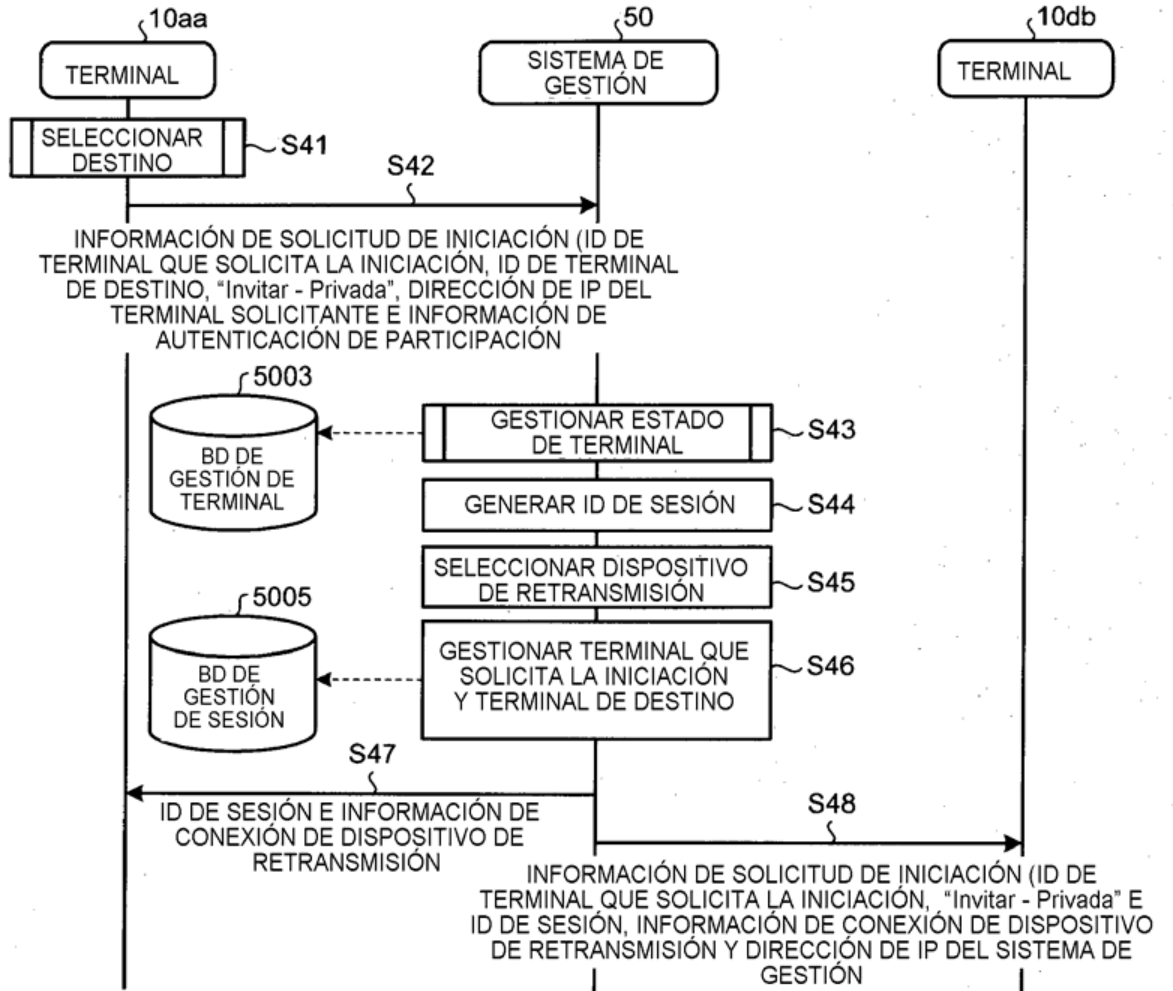 10aa
50
10db
TERMINAL
SISTEMA DE
GESTIÓN
TERMINAL
SELECCIONAR
DESTINO
S41
S42
INFORMACIÓN DE SOLICITUD DE INICIACIÓN (ID DE
TERMINAL QUE SOLICITA LA INICIACIÓN, ID DE TERMINAL
DE DESTINO, “Invitar - Privada”, DIRECCIÓN DE IP DEL
TERMINAL SOLICITANTE E INFORMACIÓN DE
AUTENTICACIÓN DE PARTICIPACIÓN
5003
BD DE
GESTIÓN DE
TERMINAL
GESTIONAR ESTADO
DE TERMINAL
S43
GENERAR ID DE SESIÓN
S44
SELECCIONAR DISPOSITIVO
DE RETRANSMISIÓN
S45
5005
BD DE
GESTIÓN
DE SESIÓN
GESTIONAR TERMINAL QUE
SOLICITA LA INICIACIÓN
Y TERMINAL DE DESTINO
S46
S47
ID DE SESIÓN E INFORMACIÓN DE
CONEXIÓN DE DISPOSITIVO DE
RETRANSMISIÓN
S48
INFORMACIÓN DE SOLICITUD DE INICIACIÓN (ID DE
TERMINAL QUE SOLICITA LA INICIACIÓN, “Invitar - Privada” E
ID DE SESIÓN, INFORMACIÓN DE CONEXIÓN DE DISPOSITIVO
DE RETRANSMISIÓN Y DIRECCIÓN DE IP DEL SISTEMA DE
GESTIÓN